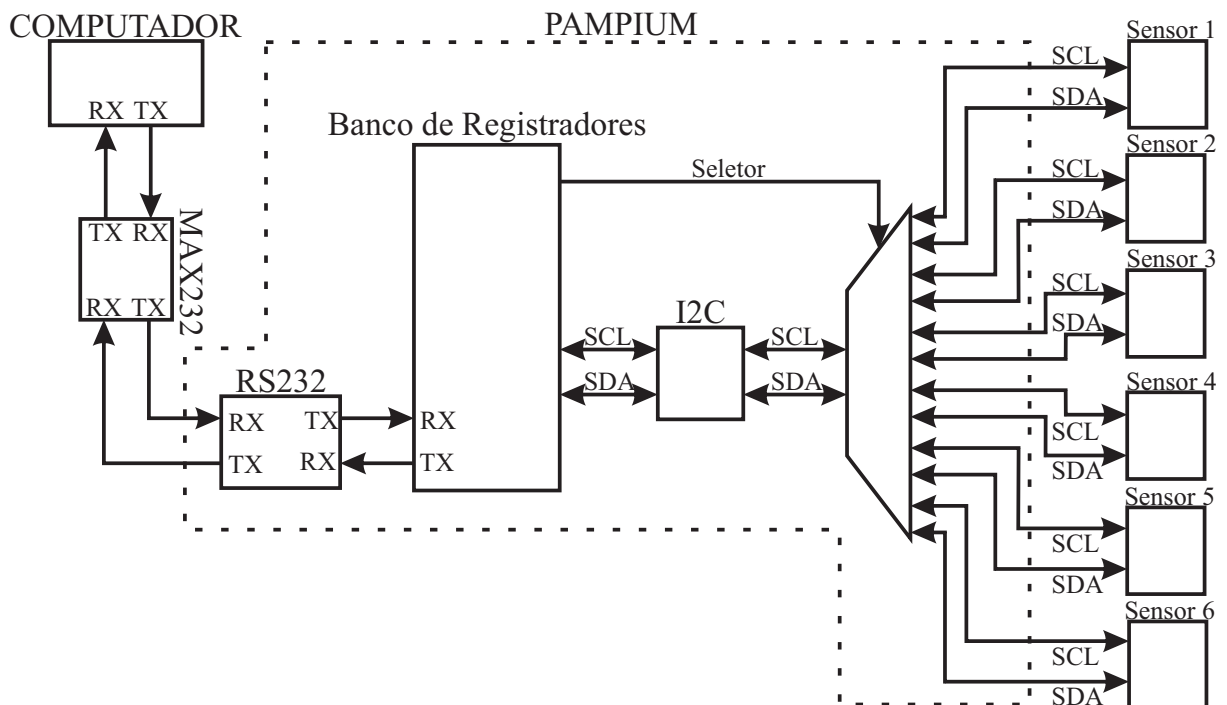 COMPUTADOR
PAMPIUM
Sensor 1
SCL
SDA
RX TX
Banco de Registradores
Sensor 2
Seletor
SCL
SDA
MAX232
TX RX
RX TX
Sensor 3
SCL
SDA
I2C
SCL
SCL
SDA
SDA
RS232
RX
TX
TX
RX
RX
TX
Sensor 4
SCL
SDA
Sensor 5
SCL
SDA
Sensor 6
SCL
SDA